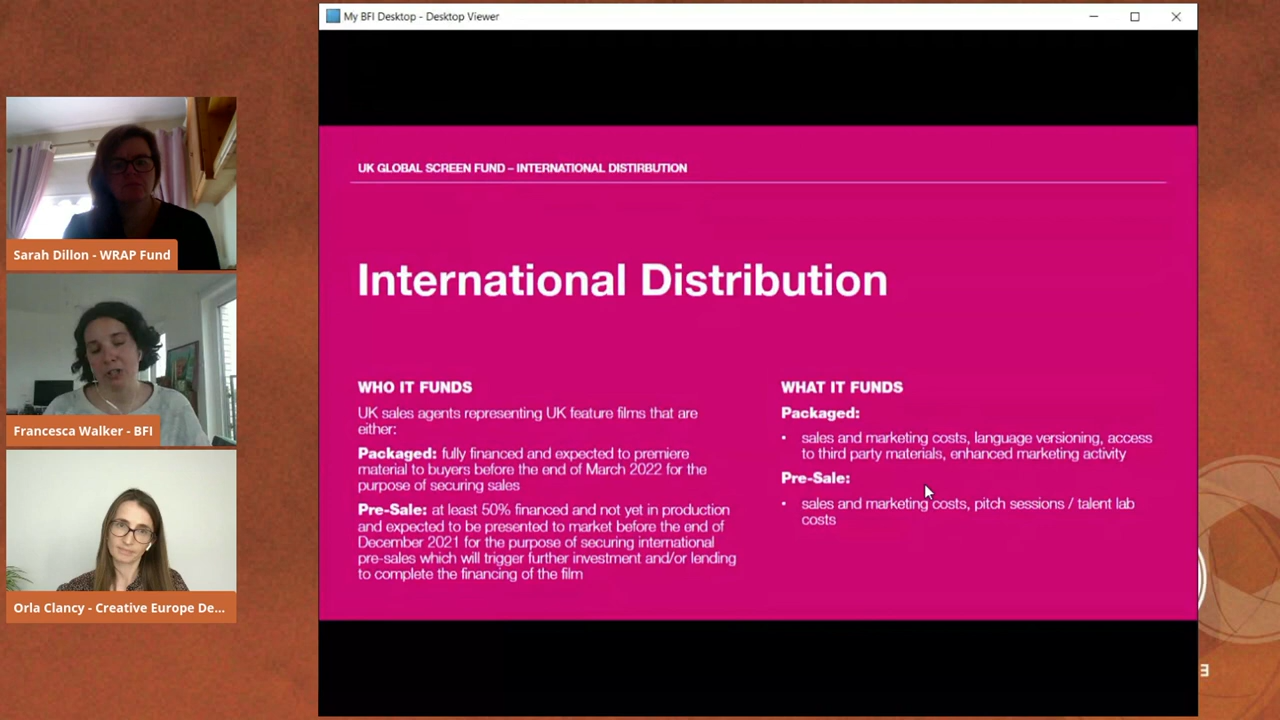 My BFI Desktop - Desktop Viewer
Sarah Dillon - WRAP Fund
Francesca Walker - BFI
Orla Clancy - Creative Europe De...
UK GLOBAL SCREEN FUND – INTERNATIONAL DISTIRBUTION
International Distribution
WHO IT FUNDS
UK sales agents representing UK feature films that are
either:
Packaged: fully financed and expected to premiere
material to buyers before the end of March 2022 for the
purpose of securing sales
Pre-Sale: at least 50% financed and not yet in production
and expected to be presented to market before the end of
December 2021 for the purpose of securing international
pre-sales which will trigger further investment and/or lending
to complete the financing of the film
WHAT IT FUNDS
Packaged:
• sales and marketing costs, language versioning, access
to third party materials, enhanced marketing activity
Pre-Sale:
• sales and marketing costs, pitch sessions / talent lab
costs